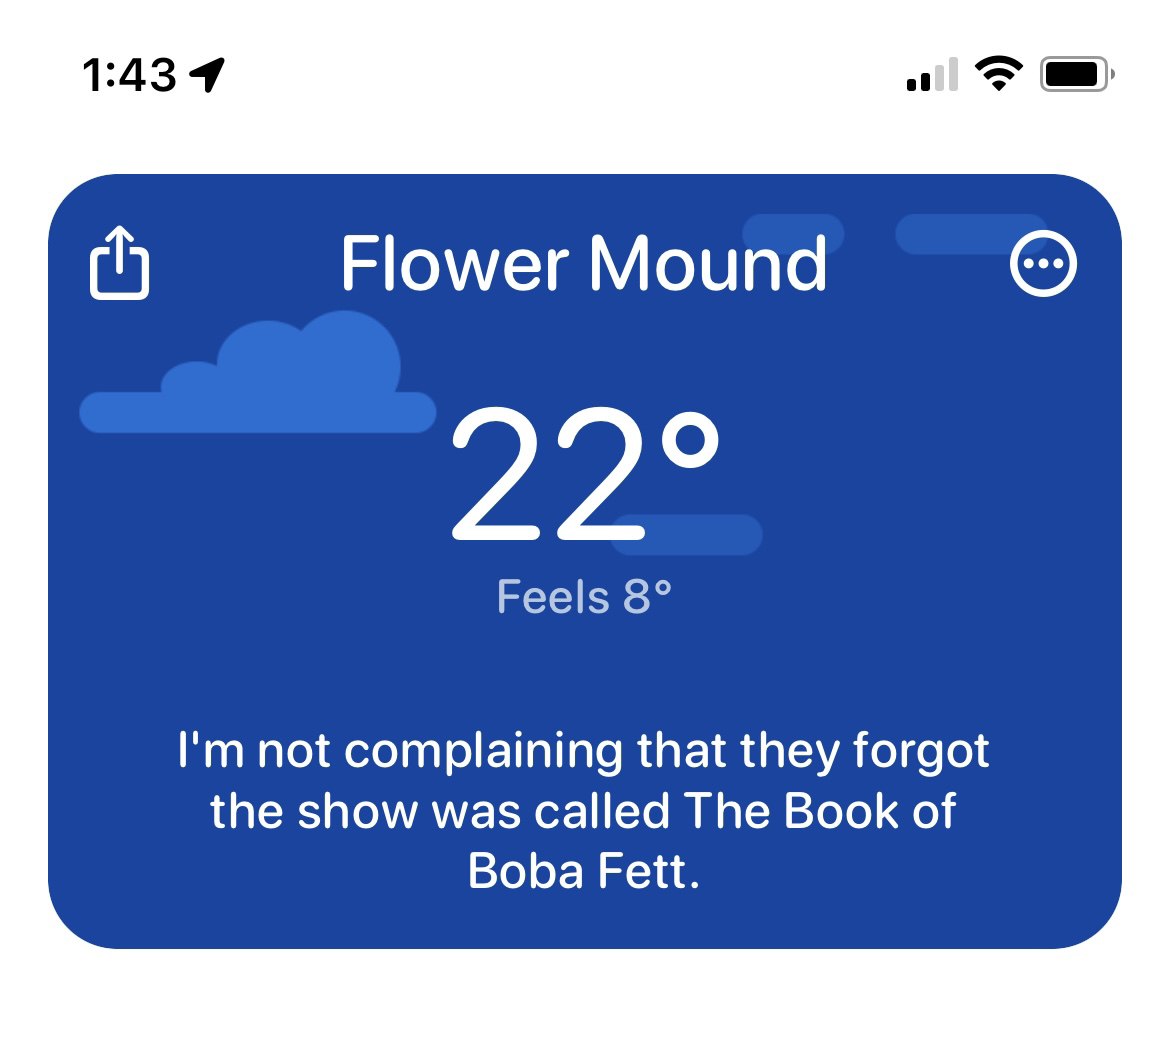 1:43
Flower Mound
22°
Feels 8°
I'm not complaining that they forgot
the show was called The Book of
Boba Fett.